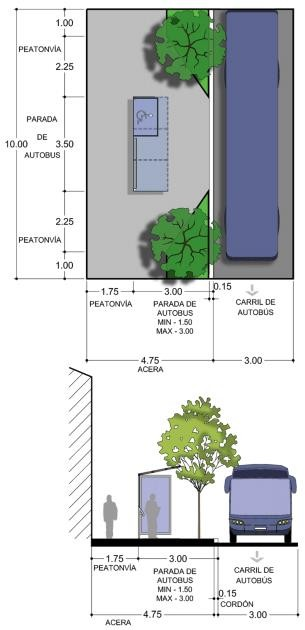 1.00
PEATONVÍA
2.25
PARADA
DE
AUTOBUS
10.00
3.50
2.25
PEATONVÍA
1.00
1.75
3.00
0.15
PEATONVÍA
PARADA DE
AUTOBUS
MIN - 1.50
MAX - 3.00
CARRIL DE
AUTOBÚS
4.75
3.00
ACERA
1.75
3.00
PEATONVÍA
PARADA DE
AUTOBUS
MIN - 1.50
MAX - 3.00
CARRIL DE
AUTOBÚS
0.15
CORDÓN
4.75
3.00
ACERA